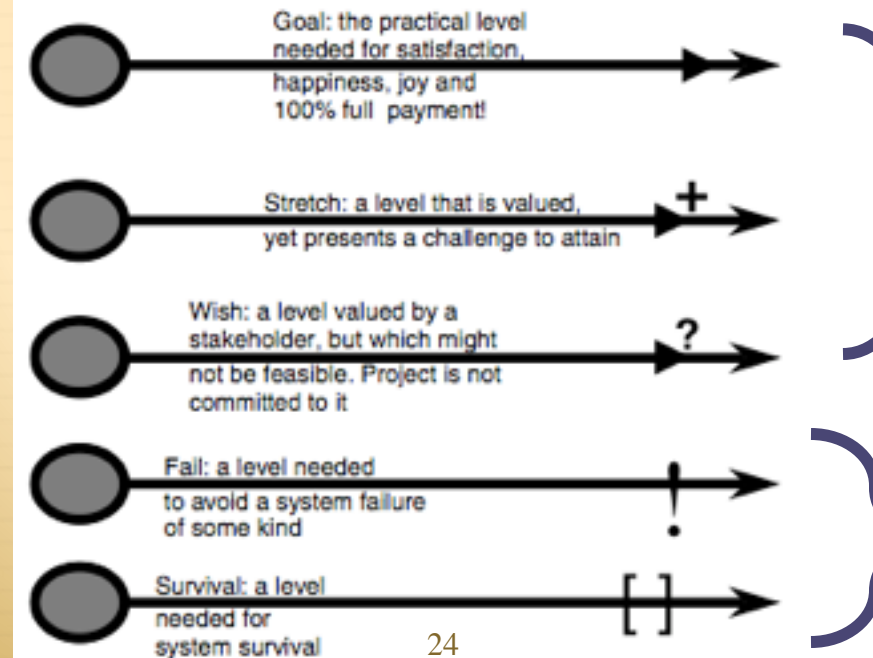 Goal: the practical level
needed for satisfaction,
happiness, joy and
100% full payment!
+
Stretch: a level that is valued,
yet presents a challenge to attain
?
Wish: a level valued by a
stakeholder, but which might
not be feasible. Project is not
committed to it
!
Fail: a level needed
to avoid a system failure
of some kind
[ ]
Survival: a level
needed for
system survival
24